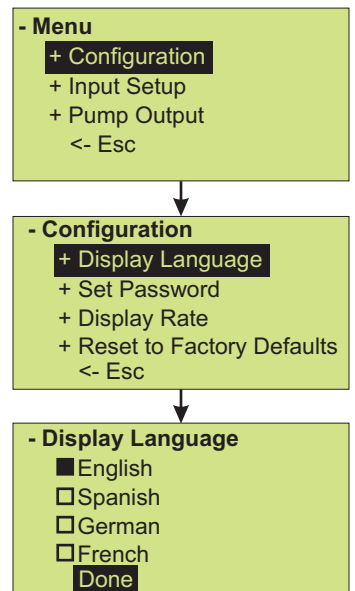 - Menu
+ Configuration
+ Input Setup
+ Pump Output
<- Esc
- Configuration
+ Display Language
+ Set Password
+ Display Rate
+ Reset to Factory Defaults
<- Esc
- Display Language
English
Spanish
German
French
Done